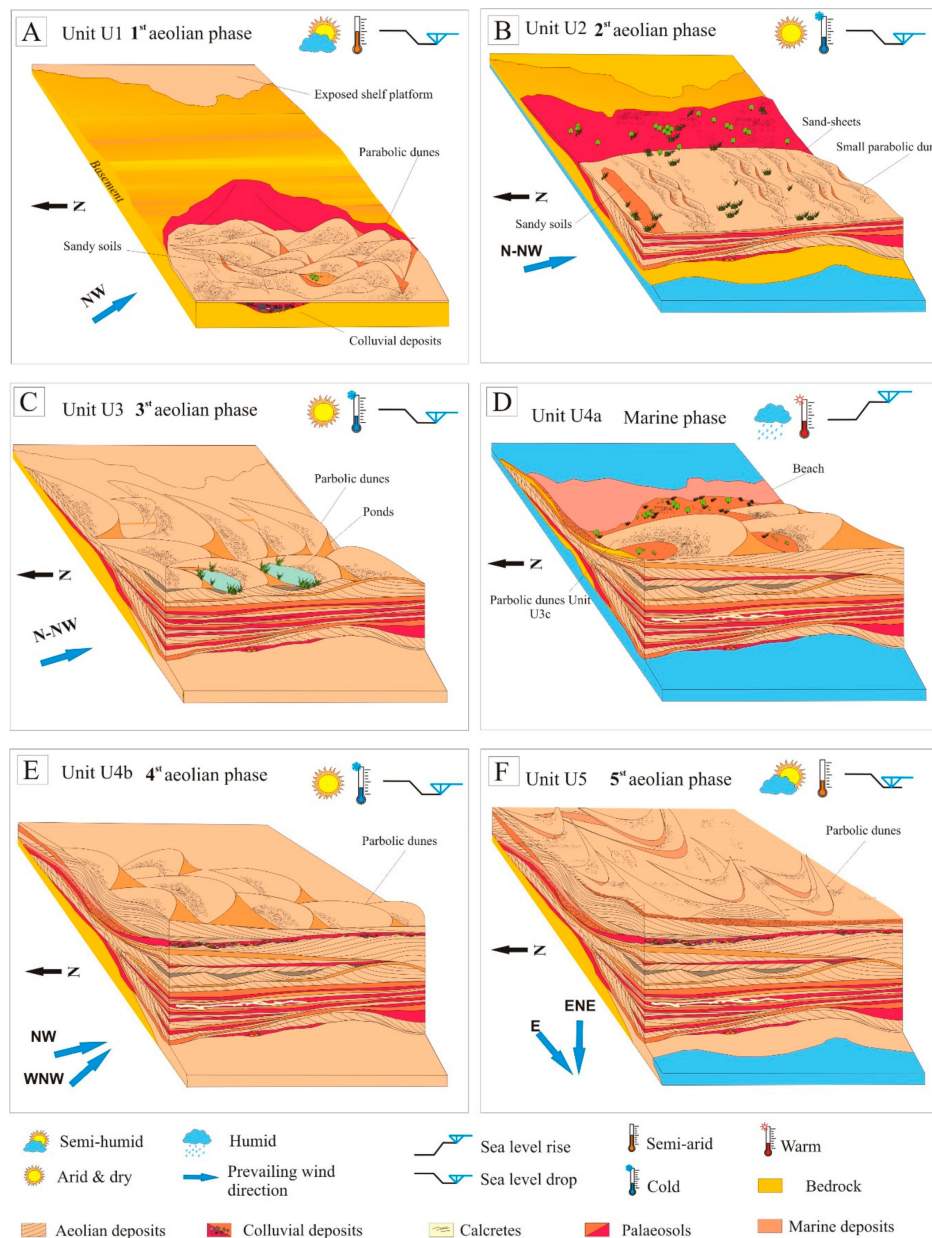 A Unit U1 1st aeolian phase
Exposed shelf platform
Parabolic dunes
Basement
N
Sandy soils
NW
Colluvial deposits
B Unit U2 2st aeolian phase
Sand-sheets
Small parabolic dun
N
Sandy soils
N-NW
C Unit U3 3st aeolian phase
Parbolic dunes
Ponds
N
N-NW
D Unit U4a Marine phase
Beach
N
Parbolic dunes Unit
U3c
E Unit U4b 4st aeolian phase
Parbolic dunes
N
NW
WNW
F Unit U5 5st aeolian phase
Parbolic dunes
N
ENE
E
Semi-humid Humid Sea level rise Semi-arid Warm
Arid & dry Prevailing wind
direction Sea level drop Cold Bedrock
Aeolian deposits Colluvial deposits Calcretes Palaeosols Marine deposits